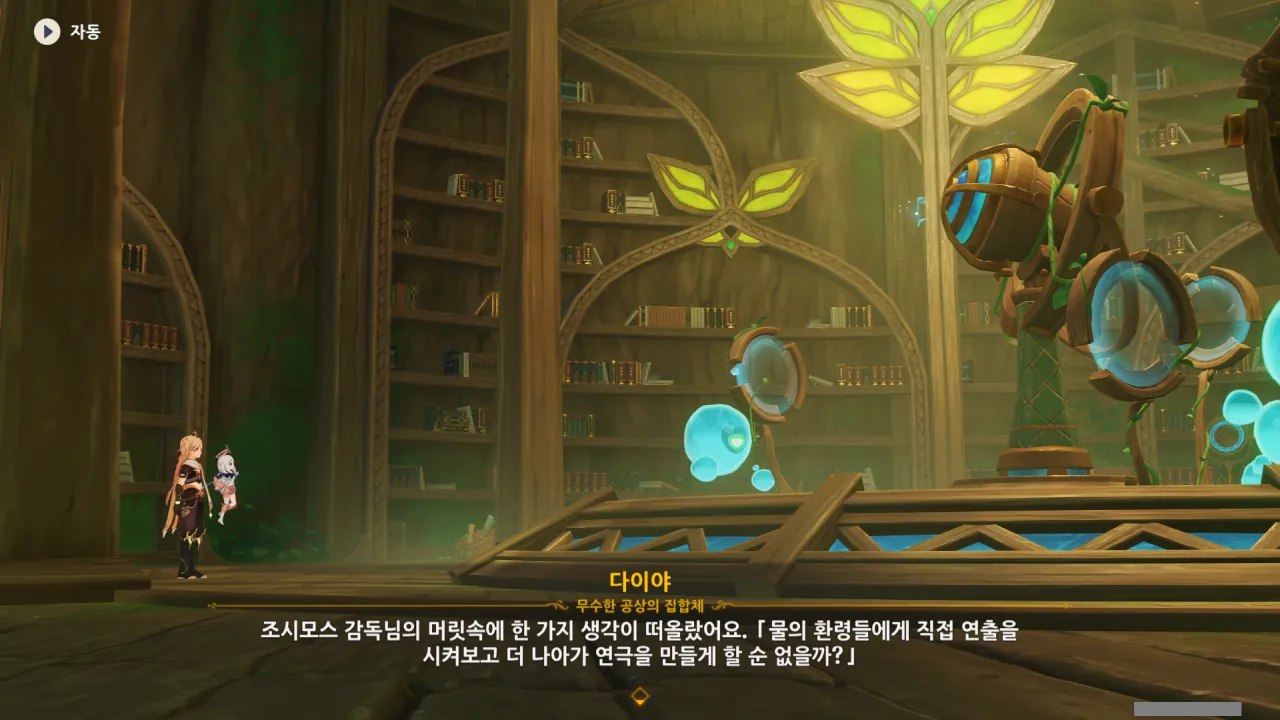 자동
다이야
무수한 공상의 집합체
조시모스 감독님의 머릿속에 한 가지 생각이 떠올랐어요. 「물의 환령들에게 직접 연출을
시켜보고 더 나아가 연극을 만들게 할 순 없을까?」